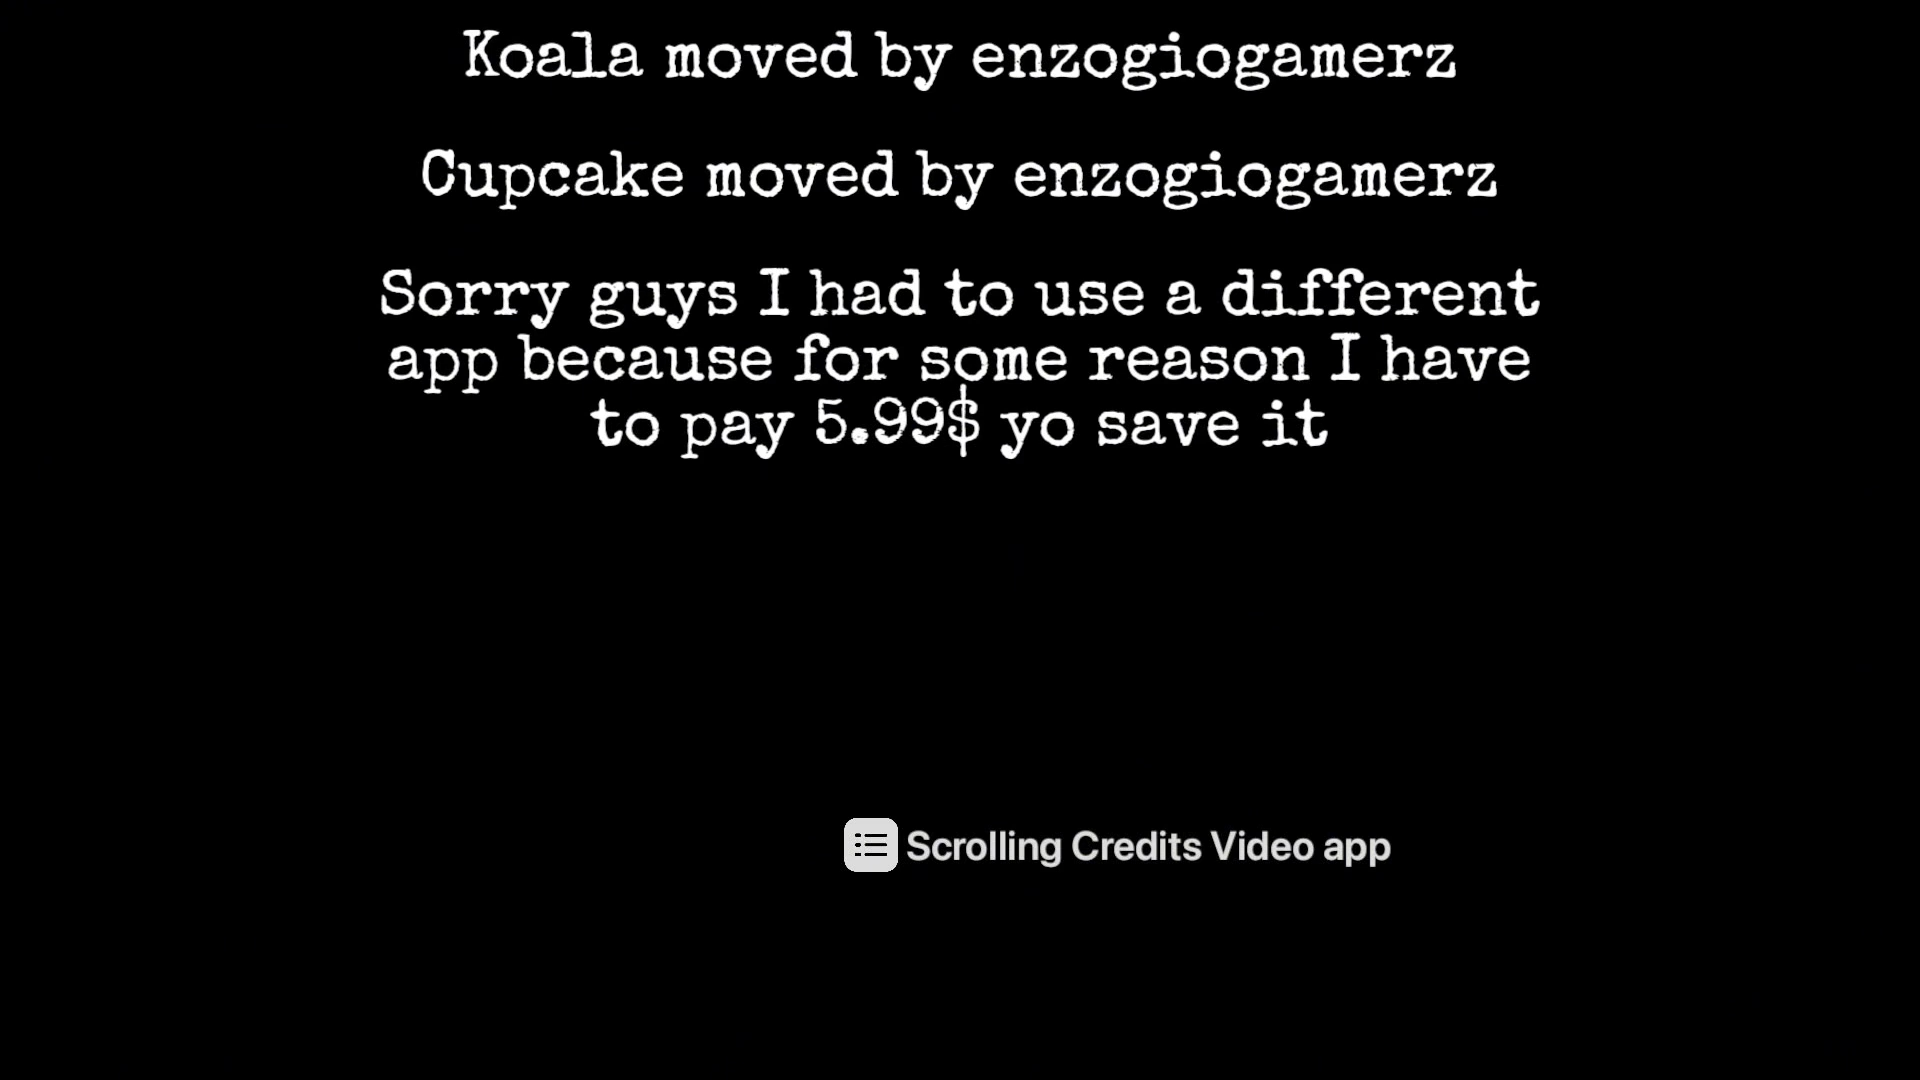 Koala moved by enzogiogamerz
Cupcake moved by enzogiogamerz
Sorry guys I had to use a different
app because for some reason I have
to pay 5.99$ yo save it
Scrolling Credits Video app